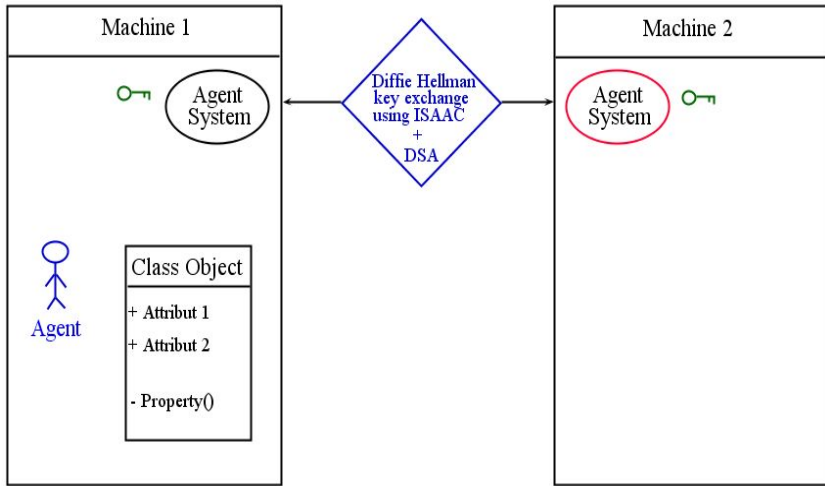 Machine 1
Agent
System
Agent
Class Object
+ Attribut 1
+ Attribut 2
- Property()
Diffie Hellman
key exchange
using ISAAC
+
DSA
Machine 2
Agent
System